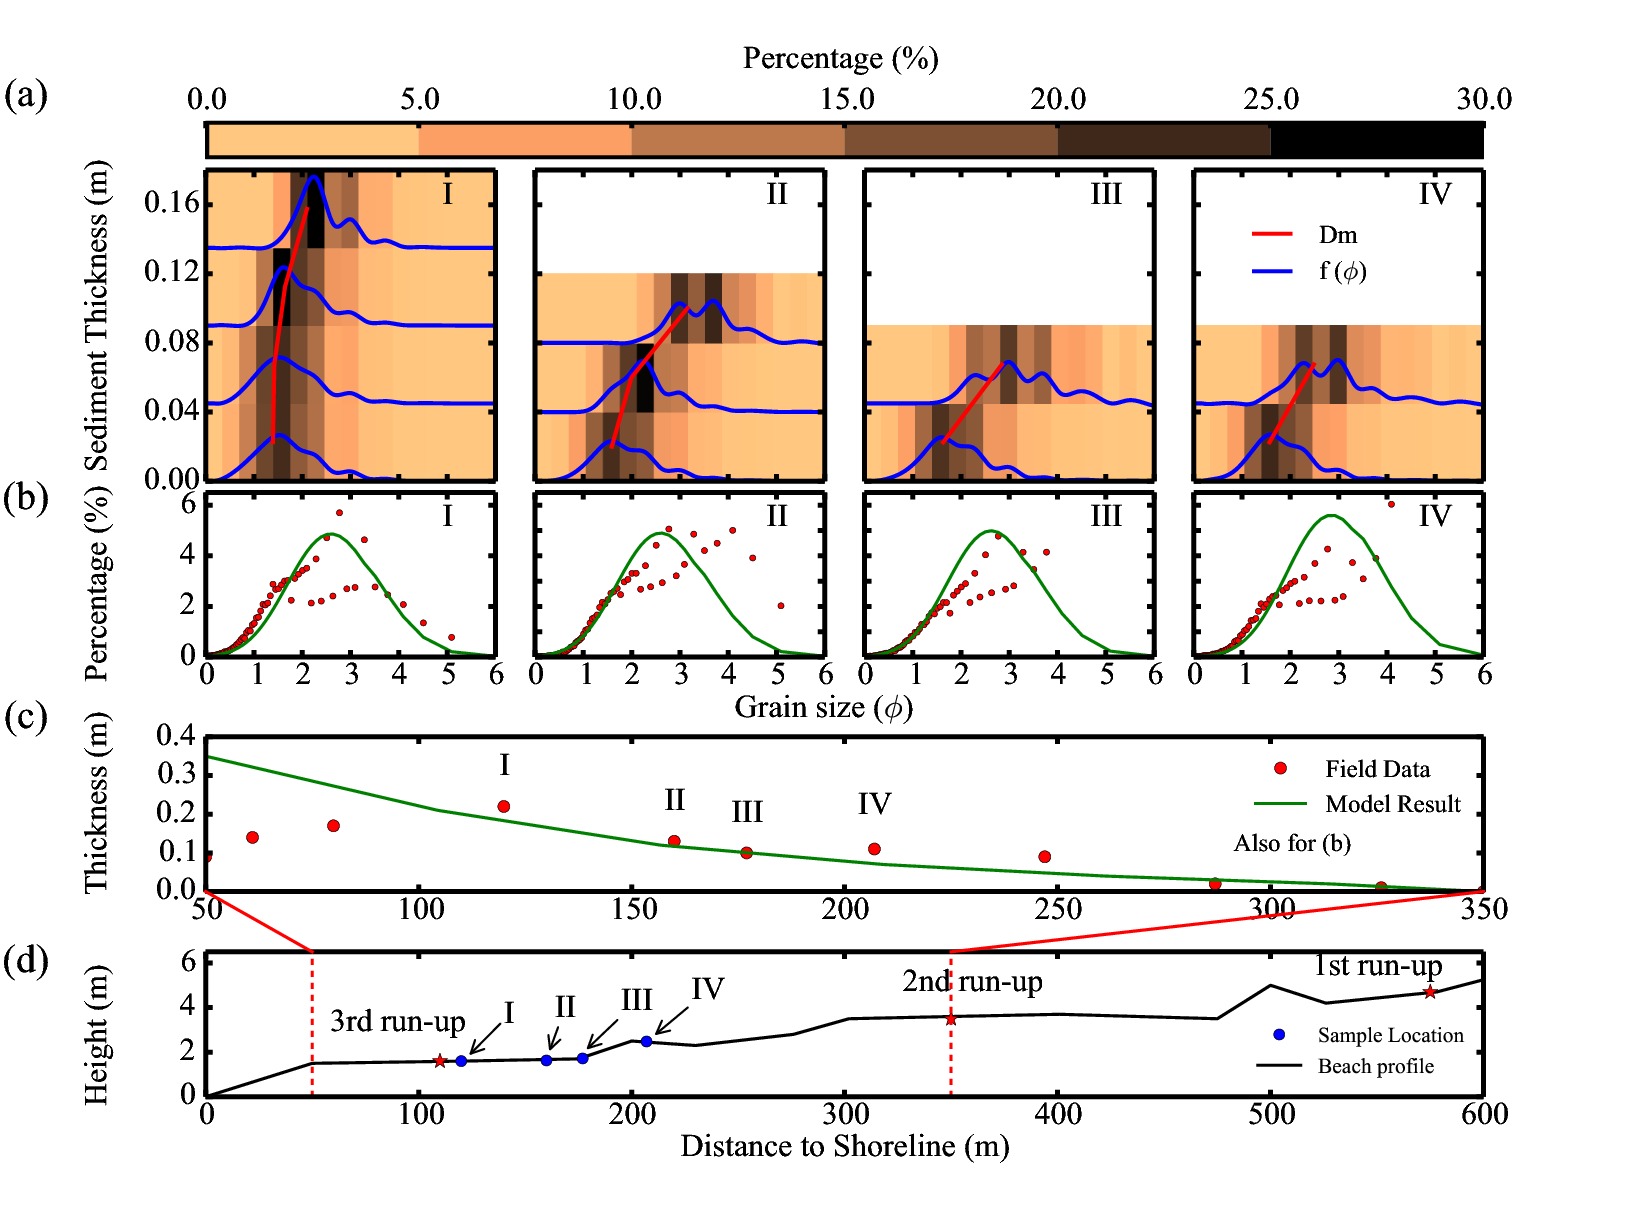 Percentage (%)
(a)
0.0 5.0 10.0 15.0 20.0 25.0 30.0
Sediment Thickness (m)
0.16
0.12
0.08
0.04
0.00
I II III IV
Dm
f (ϕ)
(b)
Percentage (%)
6
4
2
0
I II III IV
0 1 2 3 4 5 6 0 1 2 3 4 5 6 0 1 2 3 4 5 6 0 1 2 3 4 5 6
Grain size (ϕ)
(c)
Thickness (m)
0.4
0.3
0.2
0.1
0.0
I
II
III
IV
Field Data
Model Result
Also for (b)
50 100 150 200 250 300 350
(d)
Height (m)
6
4
2
0
3rd run-up
I
II
III
IV
2nd run-up
1st run-up
Sample Location
Beach profile
0 100 200 300 400 500 600
Distance to Shoreline (m)